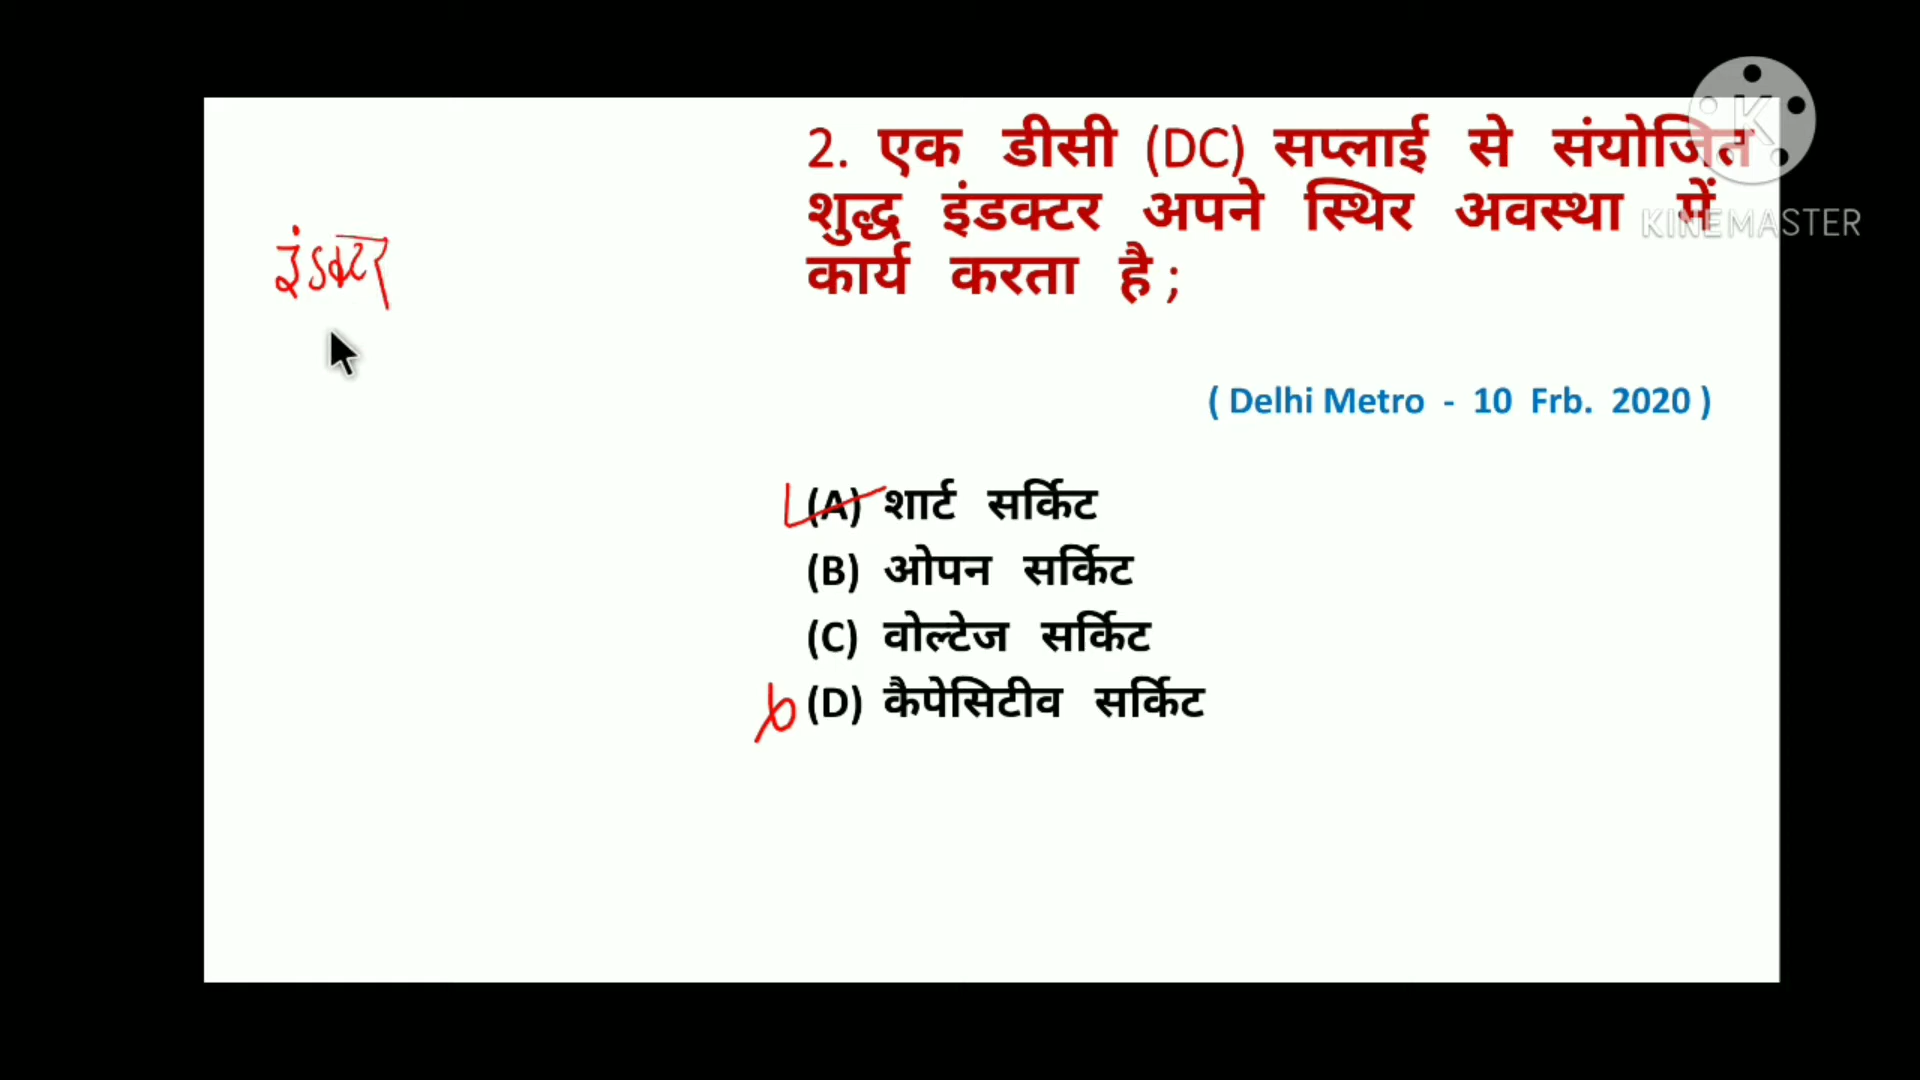 2. एक डीसी (DC) सप्लाई से संयोजित
शुद्ध इंडक्टर अपने स्थिर अवस्था में
कार्य करता है ;
KINEMASTER
इंडक्टर
( Delhi Metro - 10 Frb. 2020 )
(A) शार्ट सर्किट
(B) ओपन सर्किट
(C) वोल्टेज सर्किट
(D) कैपेसिटीव सर्किट